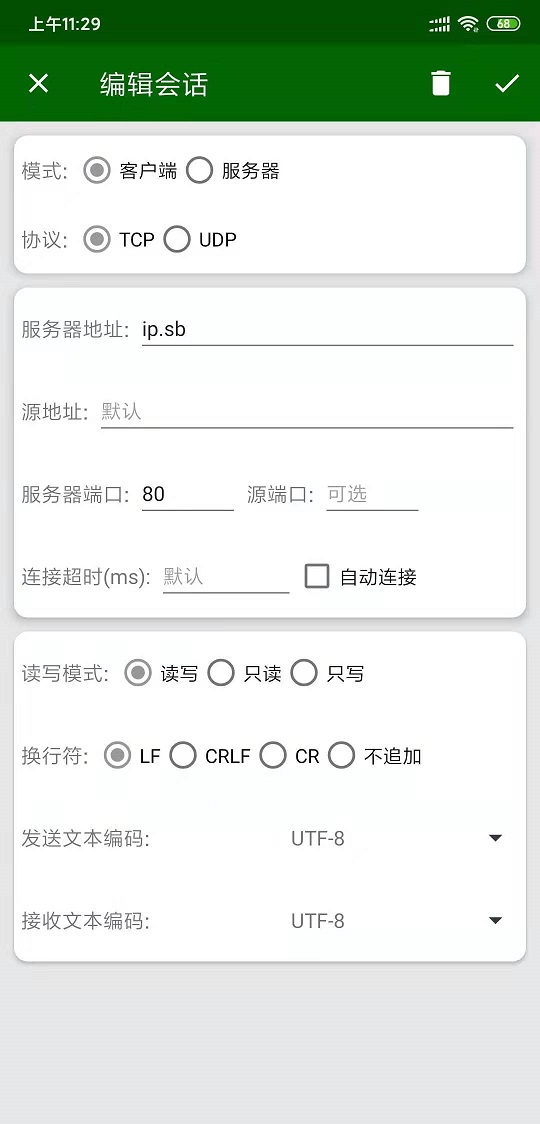 上午11:29
68
编辑会话
模式: 客户端 服务器
协议: TCP UDP
服务器地址: ip.sb
源地址: 默认
服务器端口: 80 源端口: 可选
连接超时(ms): 默认 自动连接
读写模式: 读写 只读 只写
换行符: LF CRLF CR 不追加
发送文本编码: UTF-8
接收文本编码: UTF-8